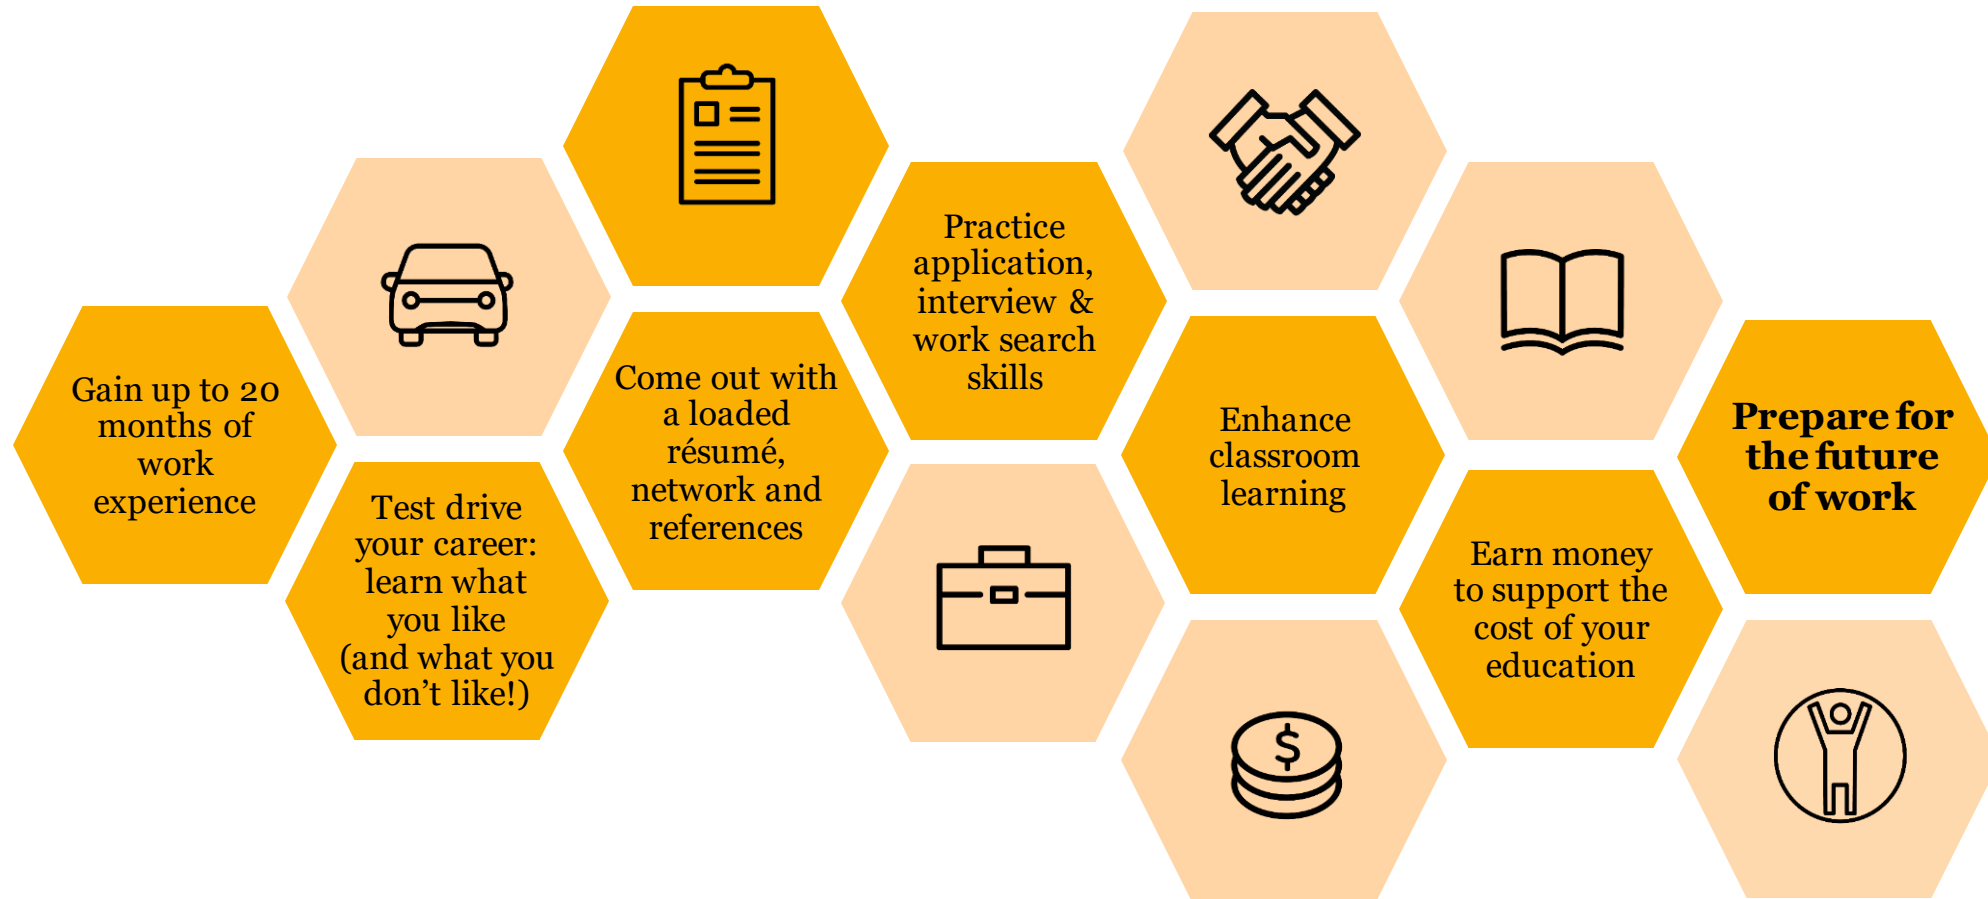 Gain up to 20
months of
work
experience
Test drive
your career:
learn what
you like
(and what you
don’t like!)
Come out with
a loaded
résumé,
network and
references
Practice
application,
interview &
work search
skills
Enhance
classroom
learning
$
Earn money
to support the
cost of your
education
Prepare for
the future
of work